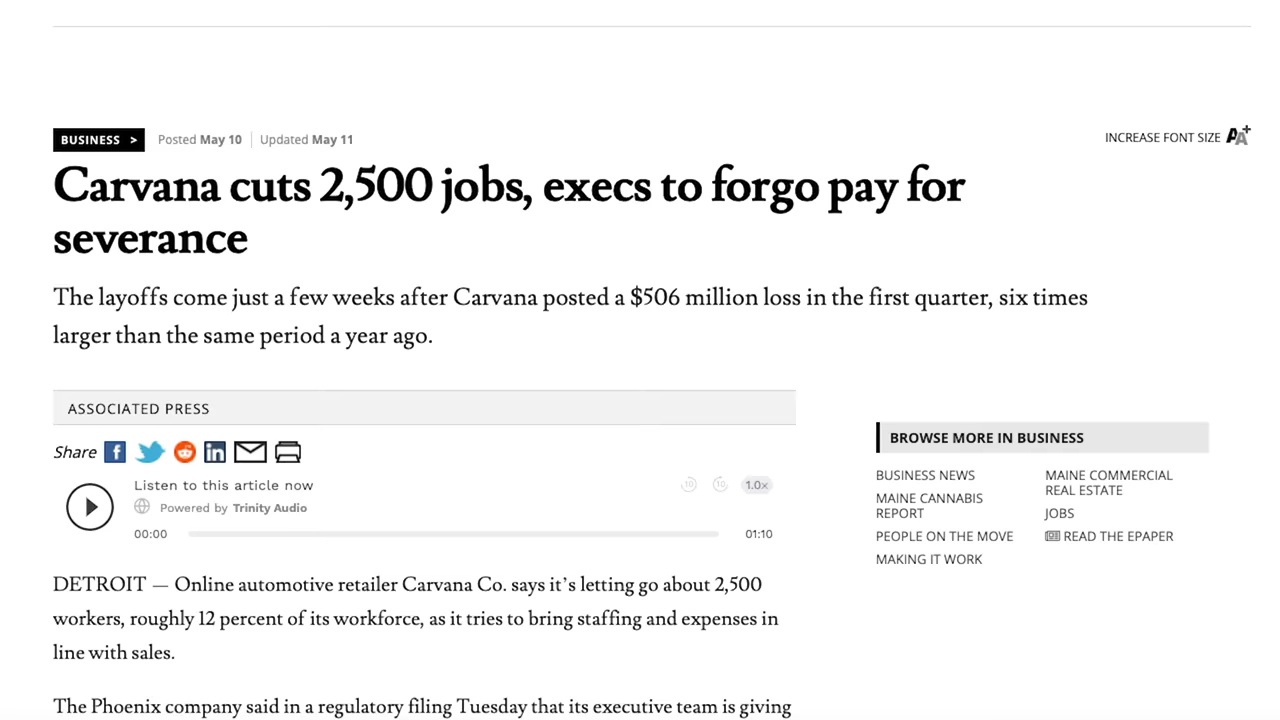 BUSINESS >
Posted May 10
Updated May 11
INCREASE FONT SIZE
Carvana cuts 2,500 jobs, execs to forgo pay for
severance
The layoffs come just a few weeks after Carvana posted a $506 million loss in the first quarter, six times
larger than the same period a year ago.
ASSOCIATED PRESS
Share
Listen to this article now
10
10
1.0×
Powered by Trinity Audio
00:00
01:10
DETROIT — Online automotive retailer Carvana Co. says it’s letting go about 2,500
workers, roughly 12 percent of its workforce, as it tries to bring staffing and expenses in
line with sales.
The Phoenix company said in a regulatory filing Tuesday that its executive team is giving
BROWSE MORE IN BUSINESS
BUSINESS NEWS
MAINE CANNABIS
REPORT
PEOPLE ON THE MOVE
MAKING IT WORK
MAINE COMMERCIAL
REAL ESTATE
JOBS
READ THE EPAPER